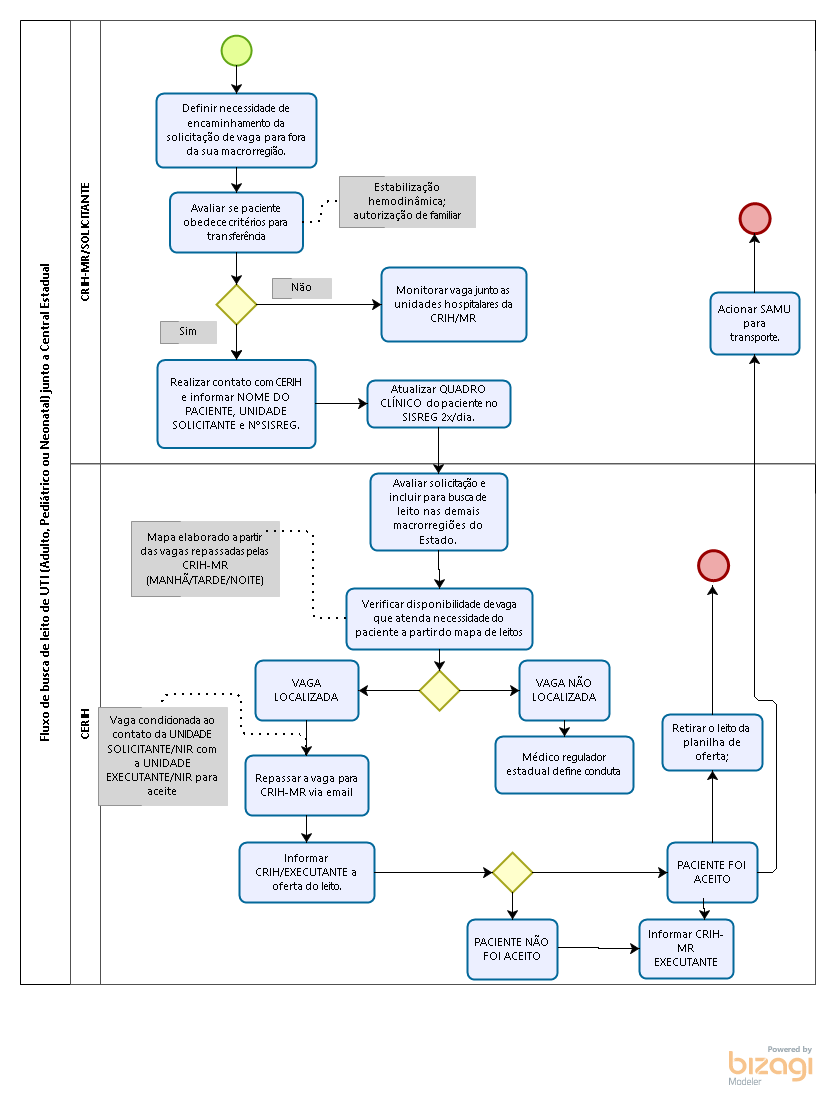 Fluxo de busca de leito de UTI (Adulto, Pediátrico ou Neonatal) junto a Central Estadual
CRIH-MR/SOLICITANTE
Definir necessidade de
encaminhamento da
solicitação de vaga para fora
da sua macrorregião.
Avaliar se paciente
obedece critérios para
transferência
Estabilização
hemodinâmica;
autorização de familiar
Não
Sim
Monitorar vaga junto as
unidades hospitalares da
CRIH/MR
Acionar SAMU
para
transporte.
Realizar contato com CERIH
e informar NOME DO
PACIENTE, UNIDADE
SOLICITANTE e NºSISREG.
Atualizar QUADRO
CLÍNICO do paciente no
SISREG 2x/dia.
CERIH
Avaliar solicitação e
incluir para busca de
leito nas demais
macrorregiões do
Estado.
Mapa elaborado a partir
das vagas repassadas pelas
CRIH-MR
(MANHÃ/TARDE/NOITE)
Verificar disponibilidade de vaga
que atenda necessidade do
paciente a partir do mapa de leitos
VAGA
LOCALIZADA
VAGA NÃO
LOCALIZADA
Vaga condicionada ao
contato da UNIDADE
SOLICITANTE/NIR com
a UNIDADE
EXECUTANTE/NIR para
aceite
Médico regulador
estadual define conduta
Retirar o leito da
planilha de
oferta;
Repassar a vaga para
CRIH-MR via email
Informar
CRIH/EXECUTANTE a
oferta do leito.
PACIENTE FOI
ACEITO
PACIENTE NÃO
FOI ACEITO
Informar CRIH-
MR
EXECUTANTE
Powered by
bizagi
Modeler